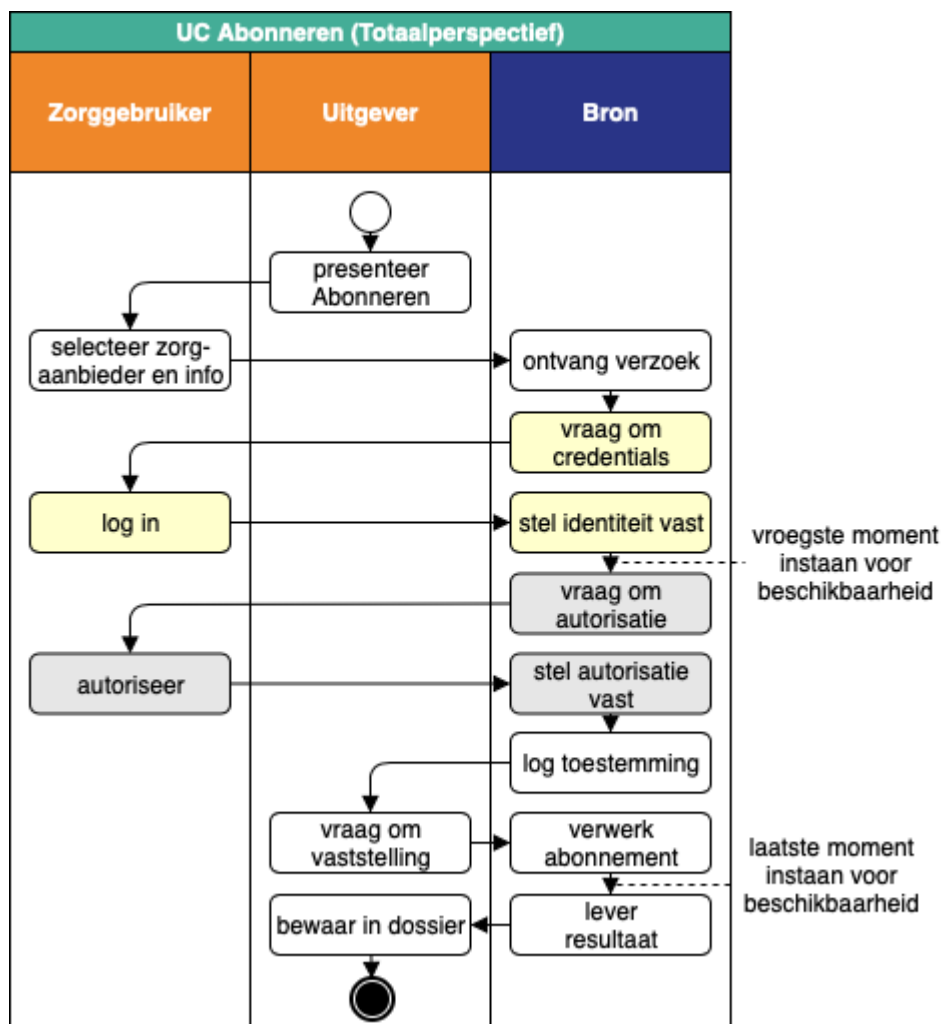 UC Abonneren (Totaalperspectief)
Zorggebruiker
Uitgever
Bron
presenteer
Abonneren
selecteer zorg-
aanbieder en info
ontvang verzoek
vraag om
credentials
log in
stel identiteit vast
vroegste moment
instaan voor
beschikbaarheid
vraag om
autorisatie
autoriseer
stel autorisatie
vast
log toestemming
vraag om
vaststelling
verwerk
abonnement
laatste moment
instaan voor
beschikbaarheid
bewaar in dossier
lever
resultaat